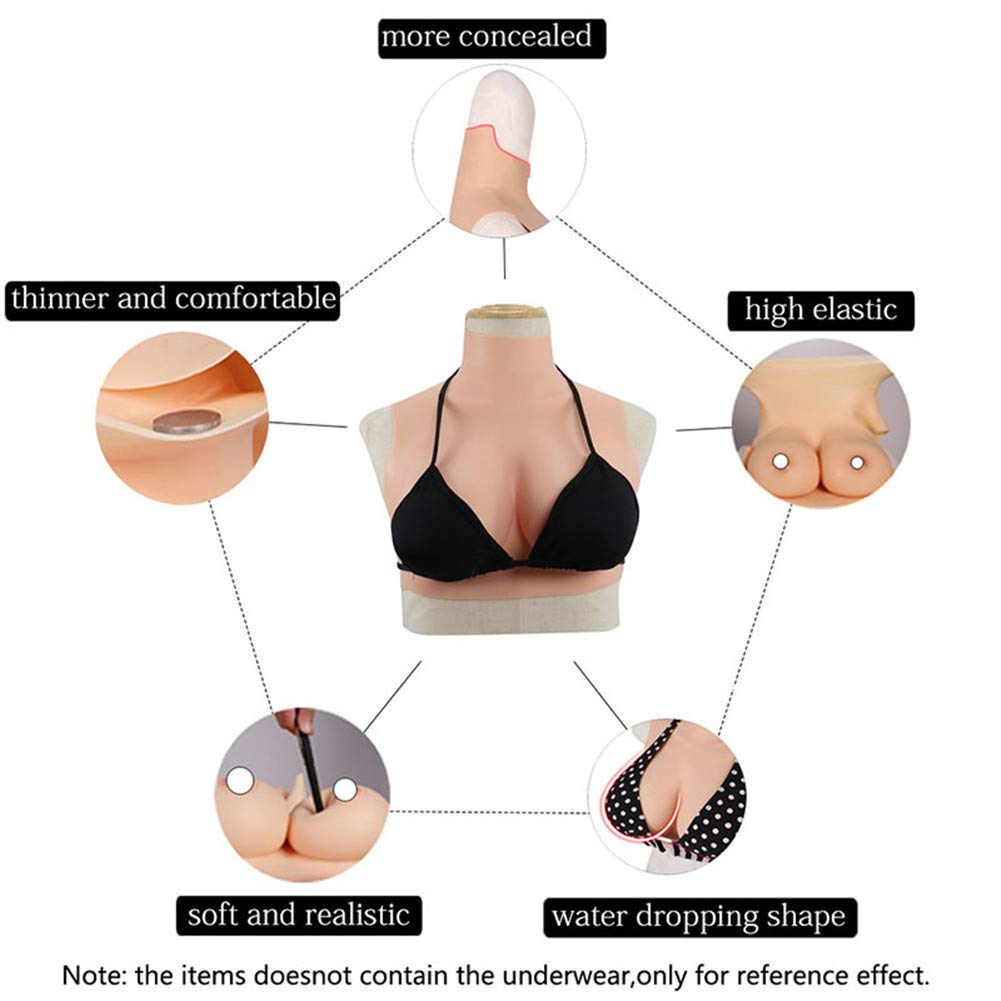 more concealed
thinner and comfortable
high elastic
soft and realistic
water dropping shape
Note: the items doesnot contain the underwear,only for reference effect.